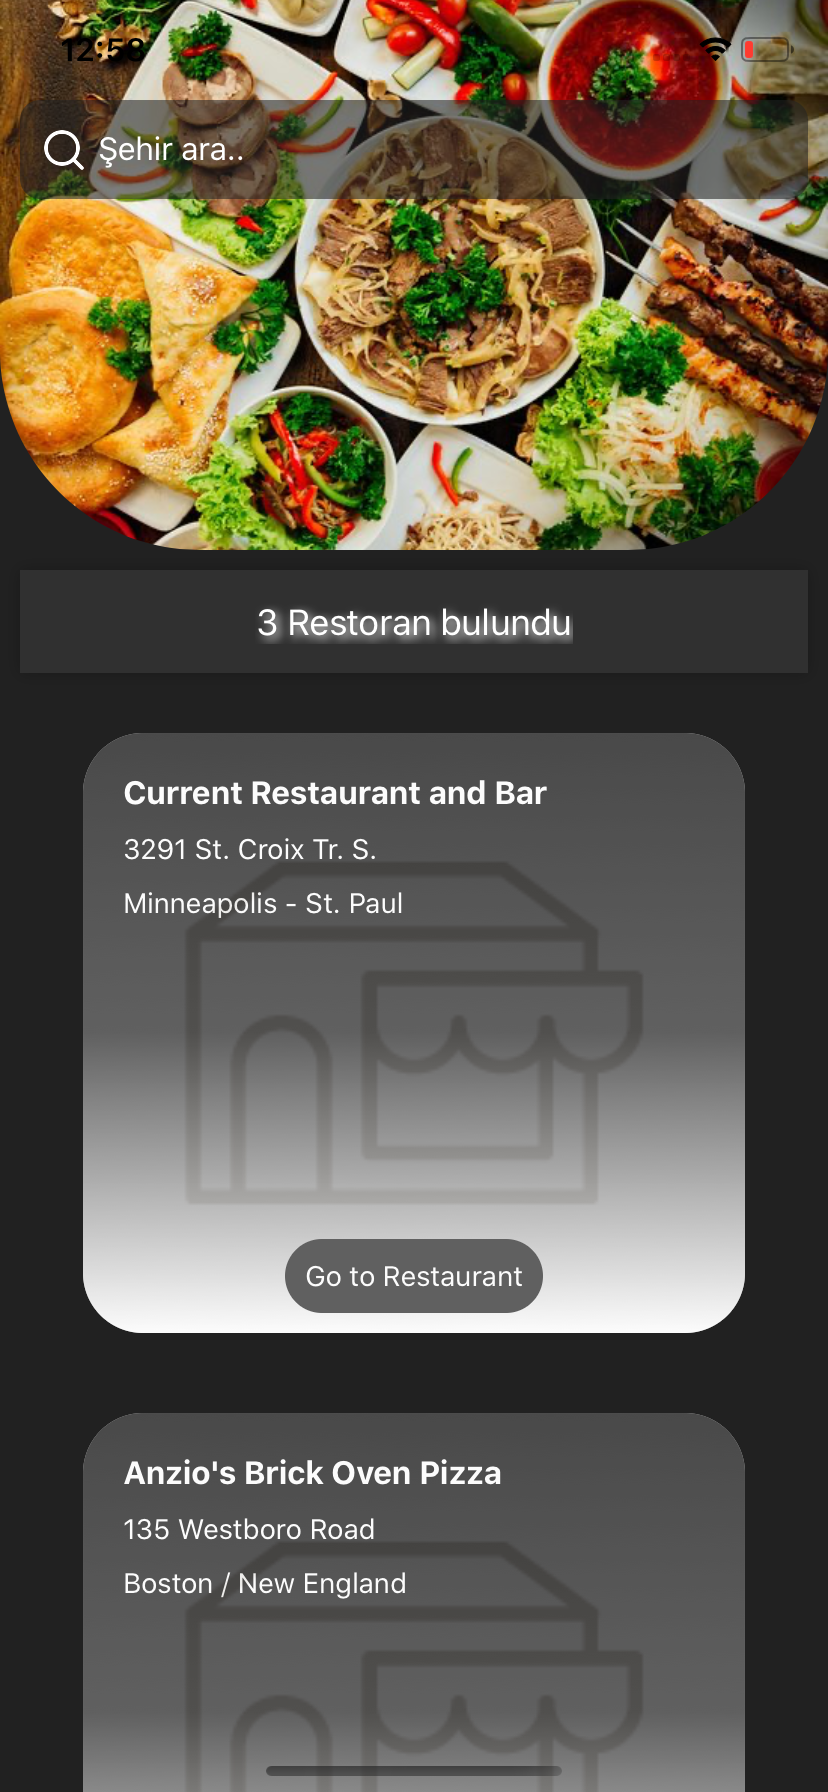 12:58
Şehir ara..
3 Restoran bulundu
Current Restaurant and Bar
3291 St. Croix Tr. S.
Minneapolis - St. Paul
Go to Restaurant
Anzio's Brick Oven Pizza
135 Westboro Road
Boston / New England